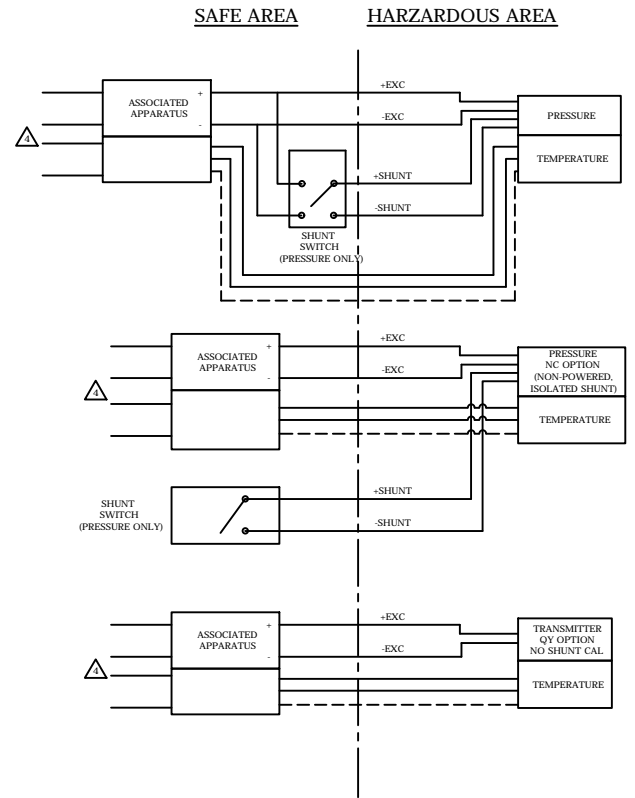 SAFE AREA
HARZARDOUS AREA
ASSOCIATED
APPARATUS
+
-
4
+EXC
-EXC
PRESSURE
TEMPERATURE
+SHUNT
-SHUNT
SHUNT
SWITCH
(PRESSURE ONLY)
ASSOCIATED
APPARATUS
+
-
4
+EXC
-EXC
PRESSURE
NC OPTION
(NON-POWERED,
ISOLATED SHUNT)
TEMPERATURE
SHUNT
SWITCH
(PRESSURE ONLY)
+SHUNT
-SHUNT
ASSOCIATED
APPARATUS
+
-
4
+EXC
-EXC
TRANSMITTER
QY OPTION
NO SHUNT CAL
TEMPERATURE